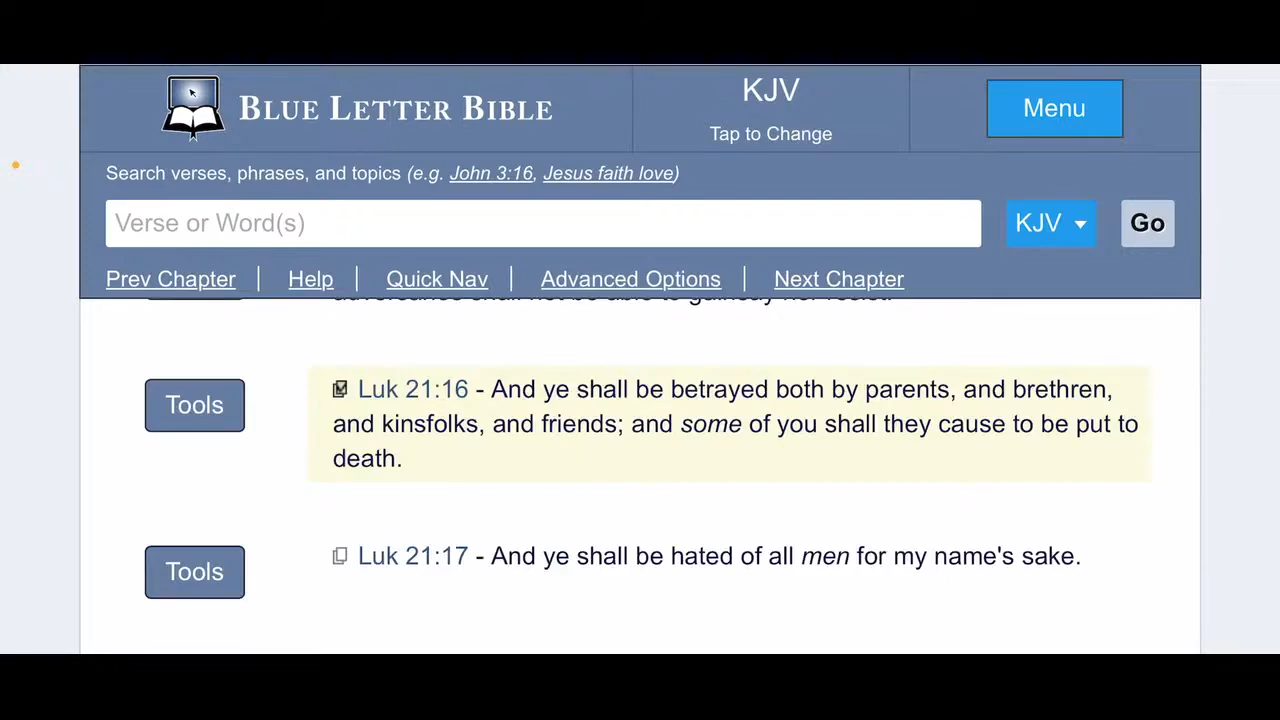 BLUE LETTER BIBLE
KJV
Tap to Change
Menu
Search verses, phrases, and topics (e.g. John 3:16, Jesus faith love)
Verse or Word(s)
KJV
Go
Prev Chapter | Help | Quick Nav | Advanced Options | Next Chapter
Tools
Luk 21:16 - And ye shall be betrayed both by parents, and brethren,
and kinsfolks, and friends; and some of you shall they cause to be put to
death.
Tools
Luk 21:17 - And ye shall be hated of all men for my name's sake.